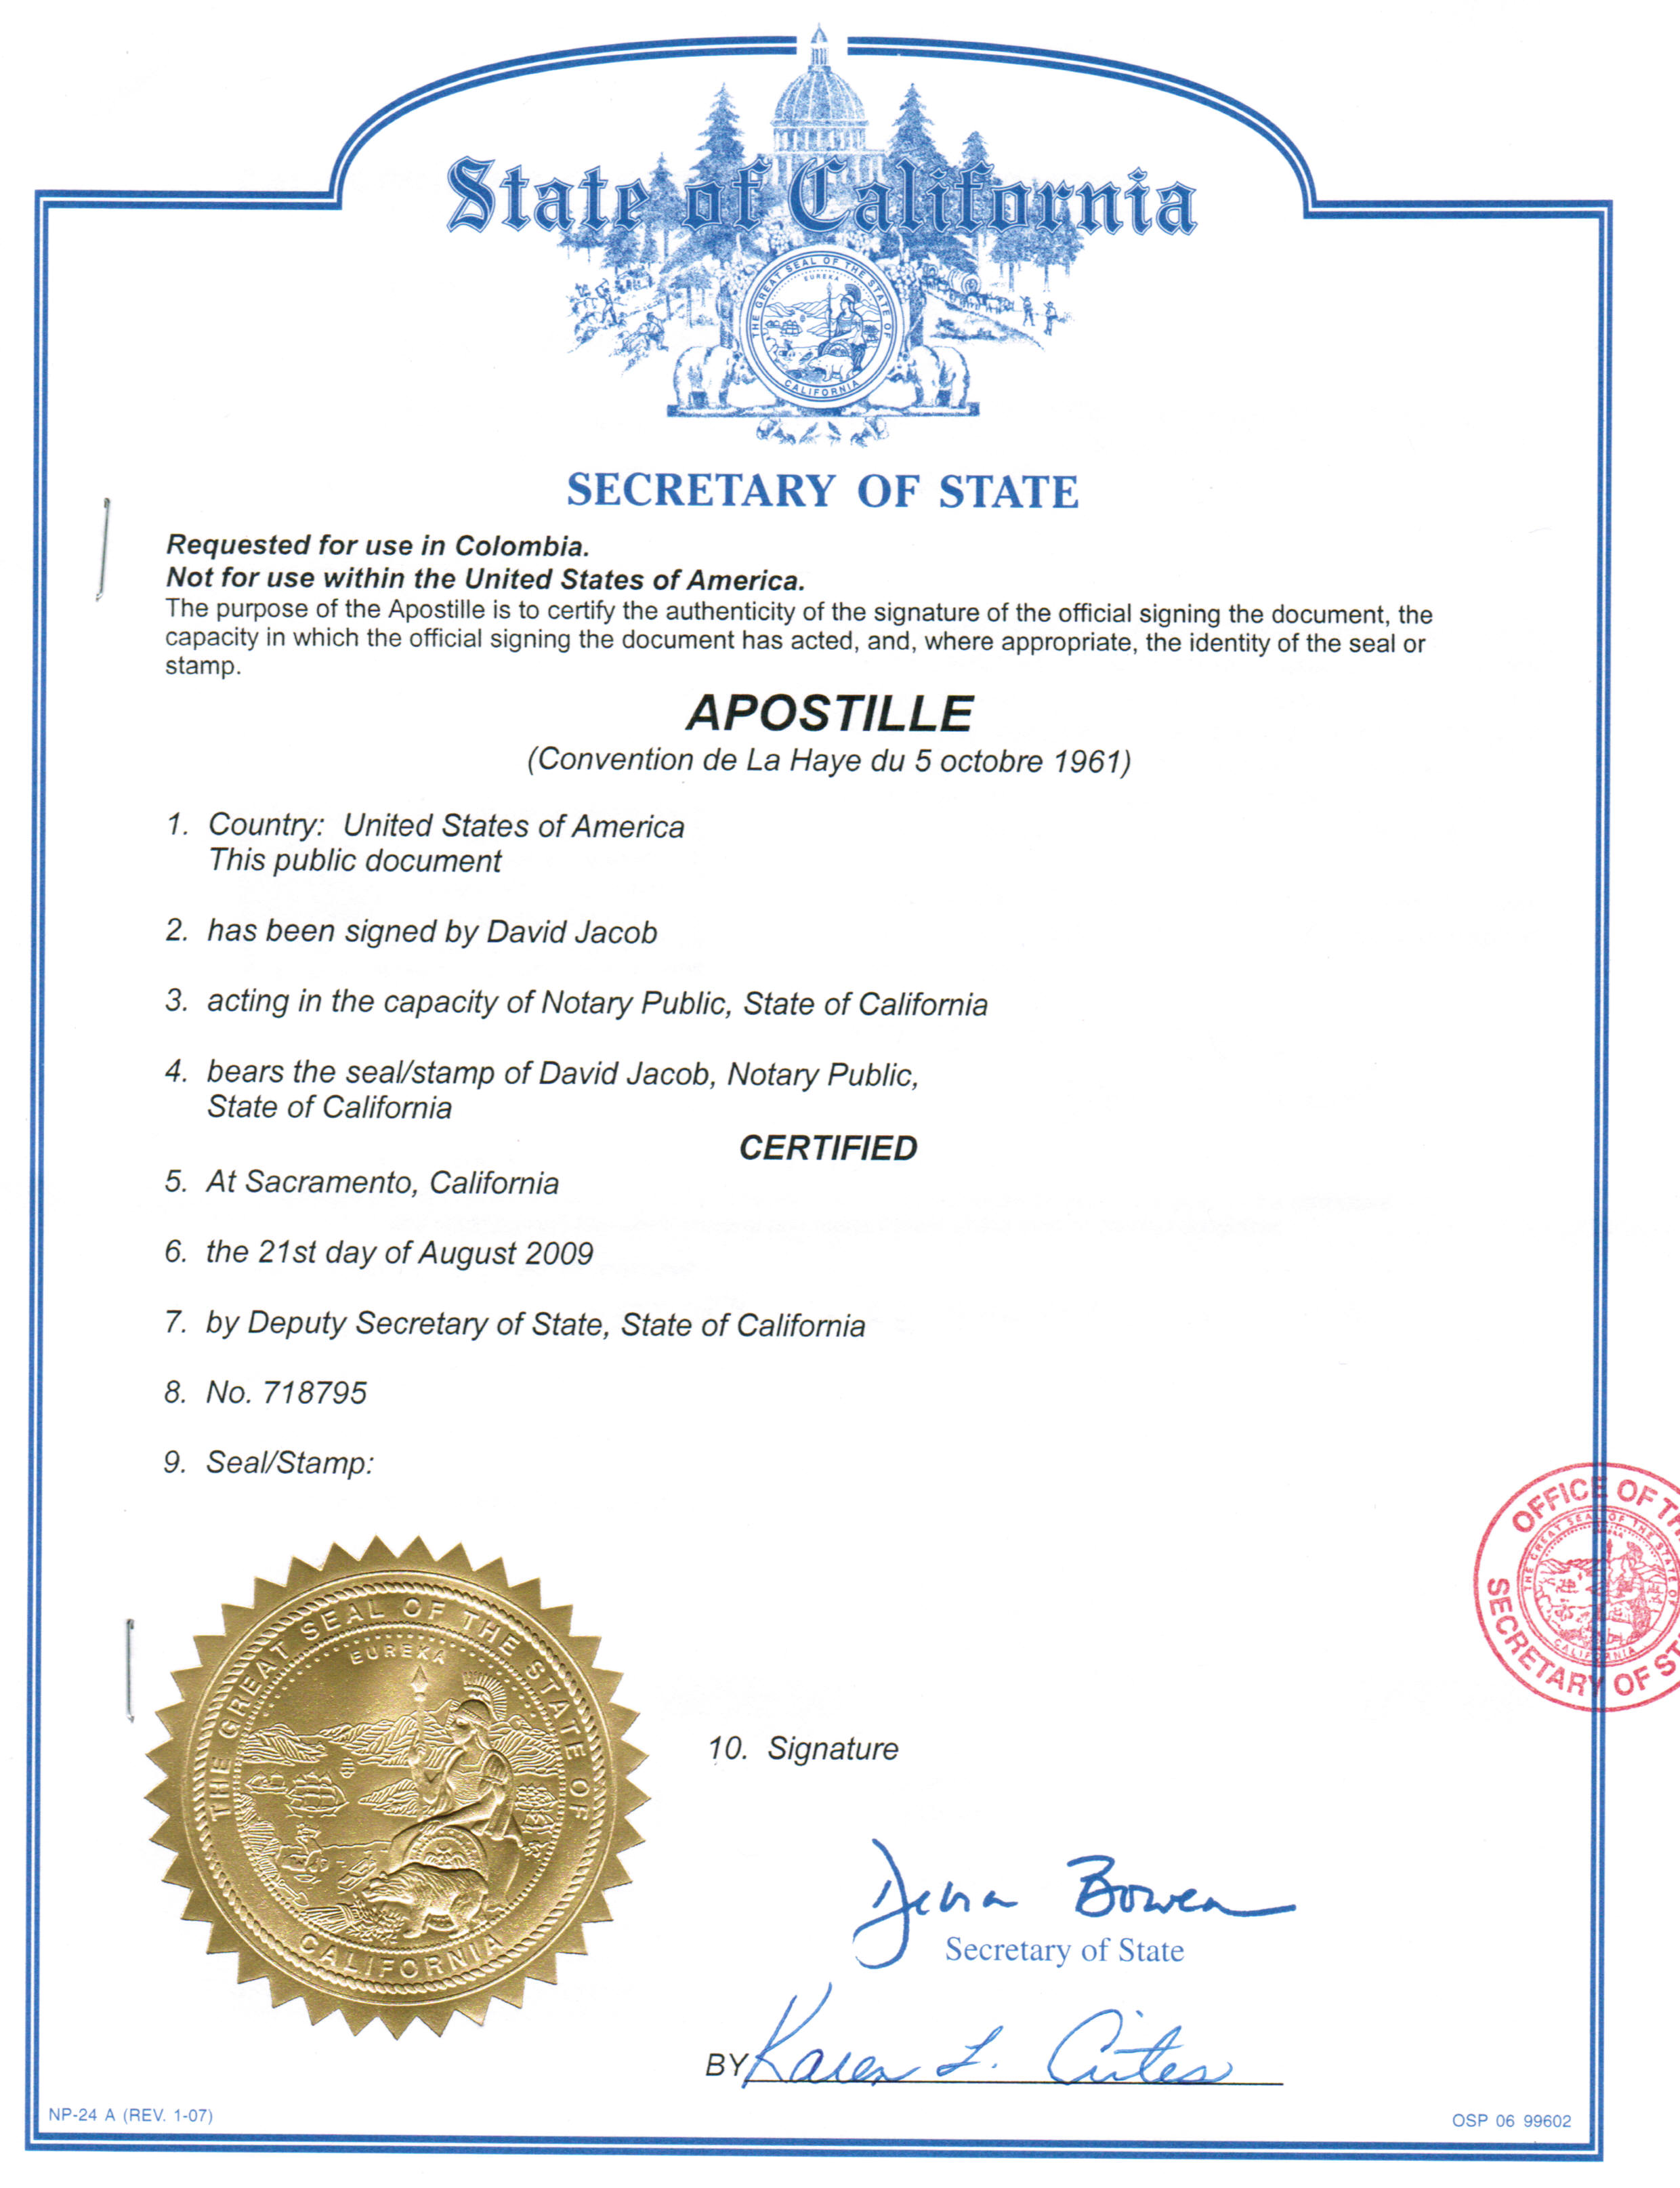 State of California
THE GREAT SEAL OF THE STATE OF CALIFORNIA
EUREKA
SECRETARY OF STATE
Requested for use in Colombia.
Not for use within the United States of America.
The purpose of the Apostille is to certify the authenticity of the signature of the official signing the document, the
capacity in which the official signing the document has acted, and, where appropriate, the identity of the seal or
stamp.
APOSTILLE
(Convention de La Haye du 5 octobre 1961)
1. Country: United States of America
This public document
2. has been signed by David Jacob
3. acting in the capacity of Notary Public, State of California
4. bears the seal/stamp of David Jacob, Notary Public,
State of California
CERTIFIED
5. At Sacramento, California
6. the 21st day of August 2009
7. by Deputy Secretary of State, State of California
8. No. 718795
9. Seal/Stamp:
OFFICE OF TH
SECRETARY OF ST
THE GREAT SEAL OF THE STATE OF
CALIFORNIA
THE GREAT SEAL OF THE STATE OF CALIFORNIA
EUREKA
10. Signature
Debra Bowen
Secretary of State
BY Karen L.
NP-24 A (REV. 1-07)
OSP 06 99602